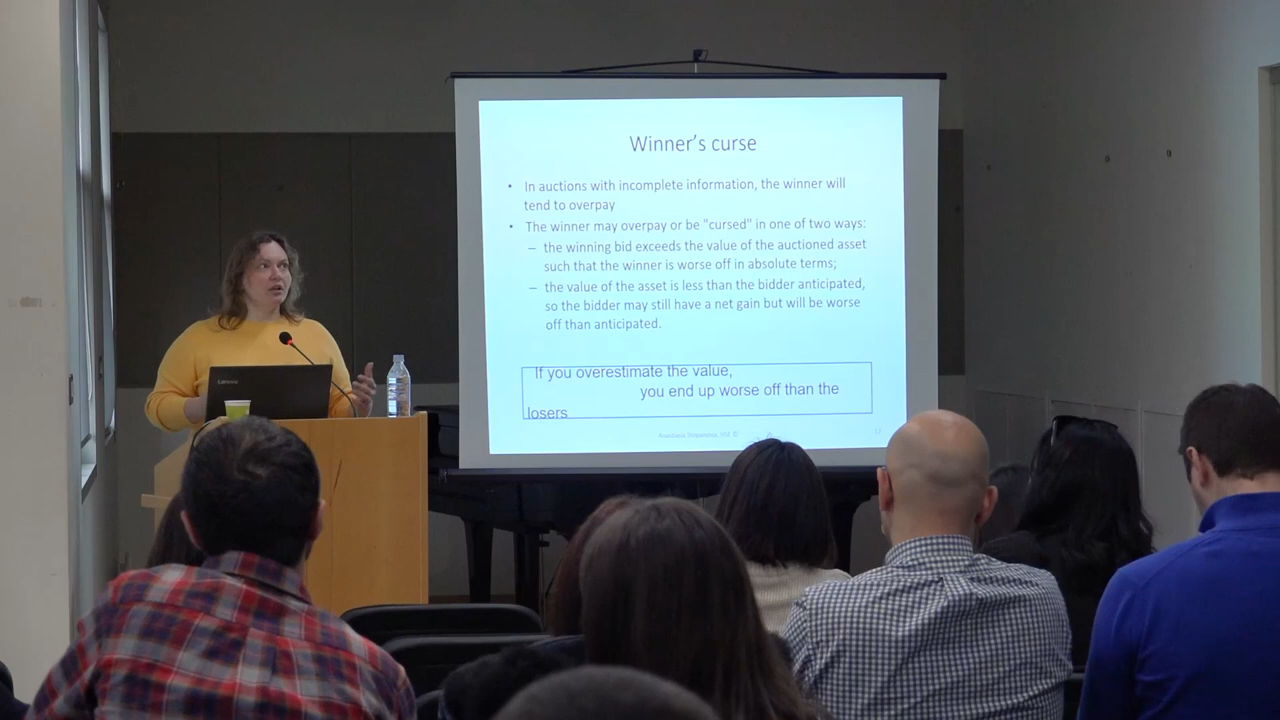 Winner's curse
• In auctions with incomplete information, the winner will
tend to overpay
• The winner may overpay or be "cursed" in one of two ways:
– the winning bid exceeds the value of the auctioned asset
such that the winner is worse off in absolute terms;
– the value of the asset is less than the bidder anticipated,
so the bidder may still have a net gain but will be worse
off than anticipated.
If you overestimate the value,
you end up worse off than the
losers
Lenovo